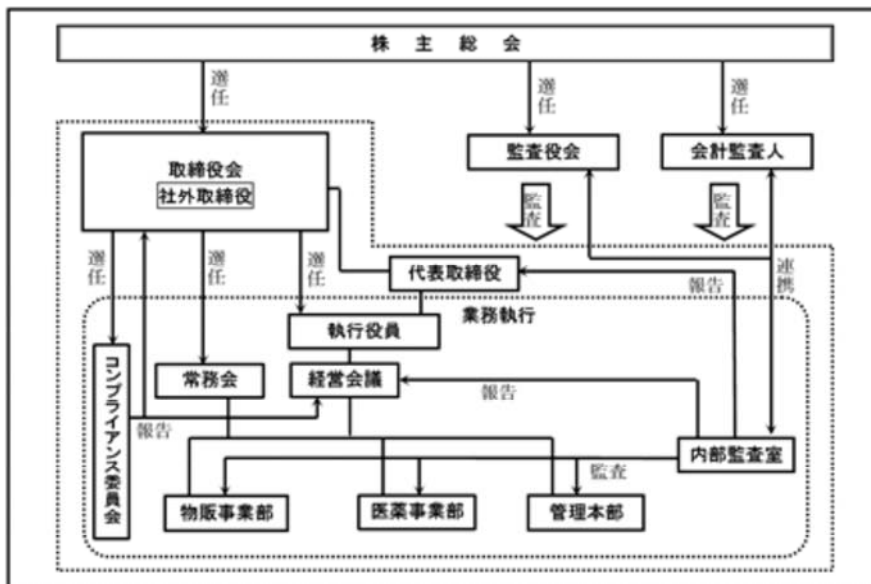 株主総会
選任
選任
選任
取締役会
社外取締役
監査役会
会計監査人
監査
監査
選任
選任
選任
代表取締役
報告
連携
業務執行
執行役員
コンプライアンス委員会
常務会
経営会議
報告
報告
内部監査室
監査
物販事業部
医薬事業部
管理本部